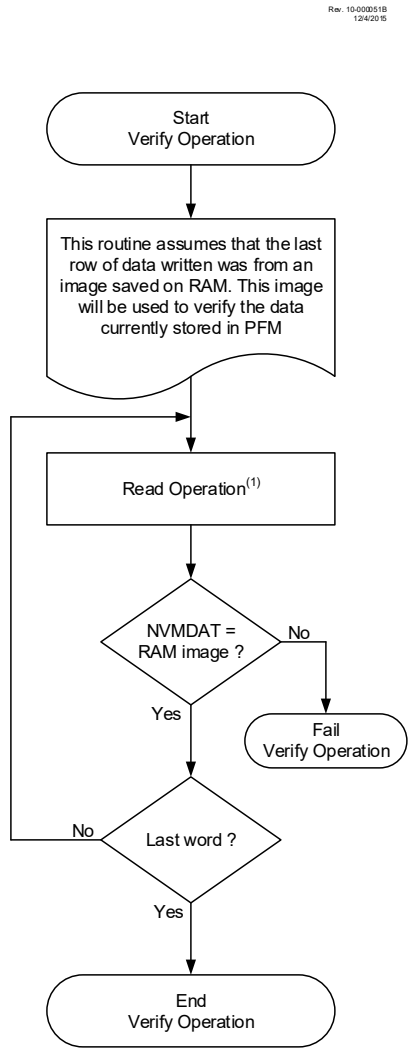 Rev. 10-000051B
12/4/2015
Start
Verify Operation
This routine assumes that the last
row of data written was from an
image saved on RAM. This image
will be used to verify the data
currently stored in PFM
Read Operation(1)
NVMDAT =
RAM image ?
No
Yes
Fail
Verify Operation
No
Last word ?
Yes
End
Verify Operation